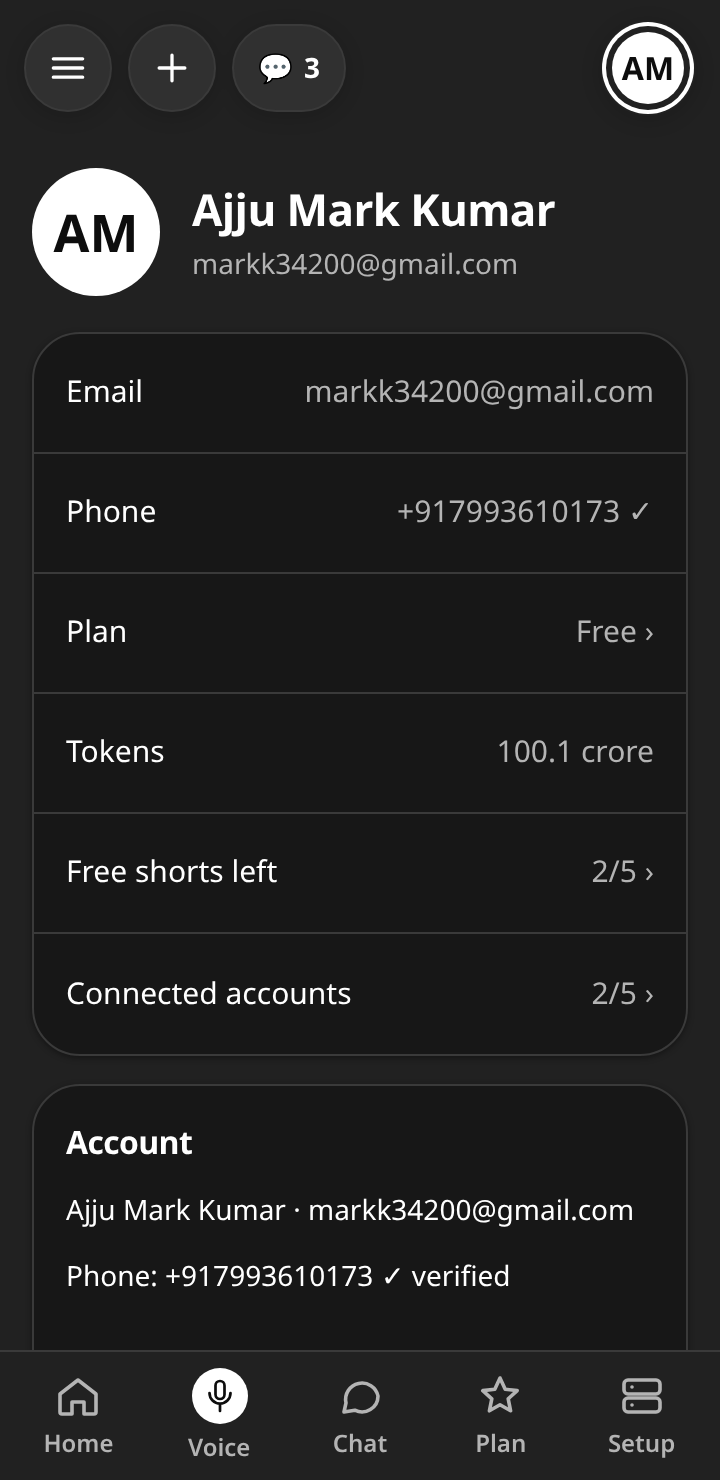 💬 3
AM
AM
Ajju Mark Kumar
markk34200@gmail.com
Email markk34200@gmail.com
Phone +917993610173 ✓
Plan Free ›
Tokens 100.1 crore
Free shorts left 2/5 ›
Connected accounts 2/5 ›
Account
Ajju Mark Kumar · markk34200@gmail.com
Phone: +917993610173 ✓ verified
Home Voice Chat Plan Setup